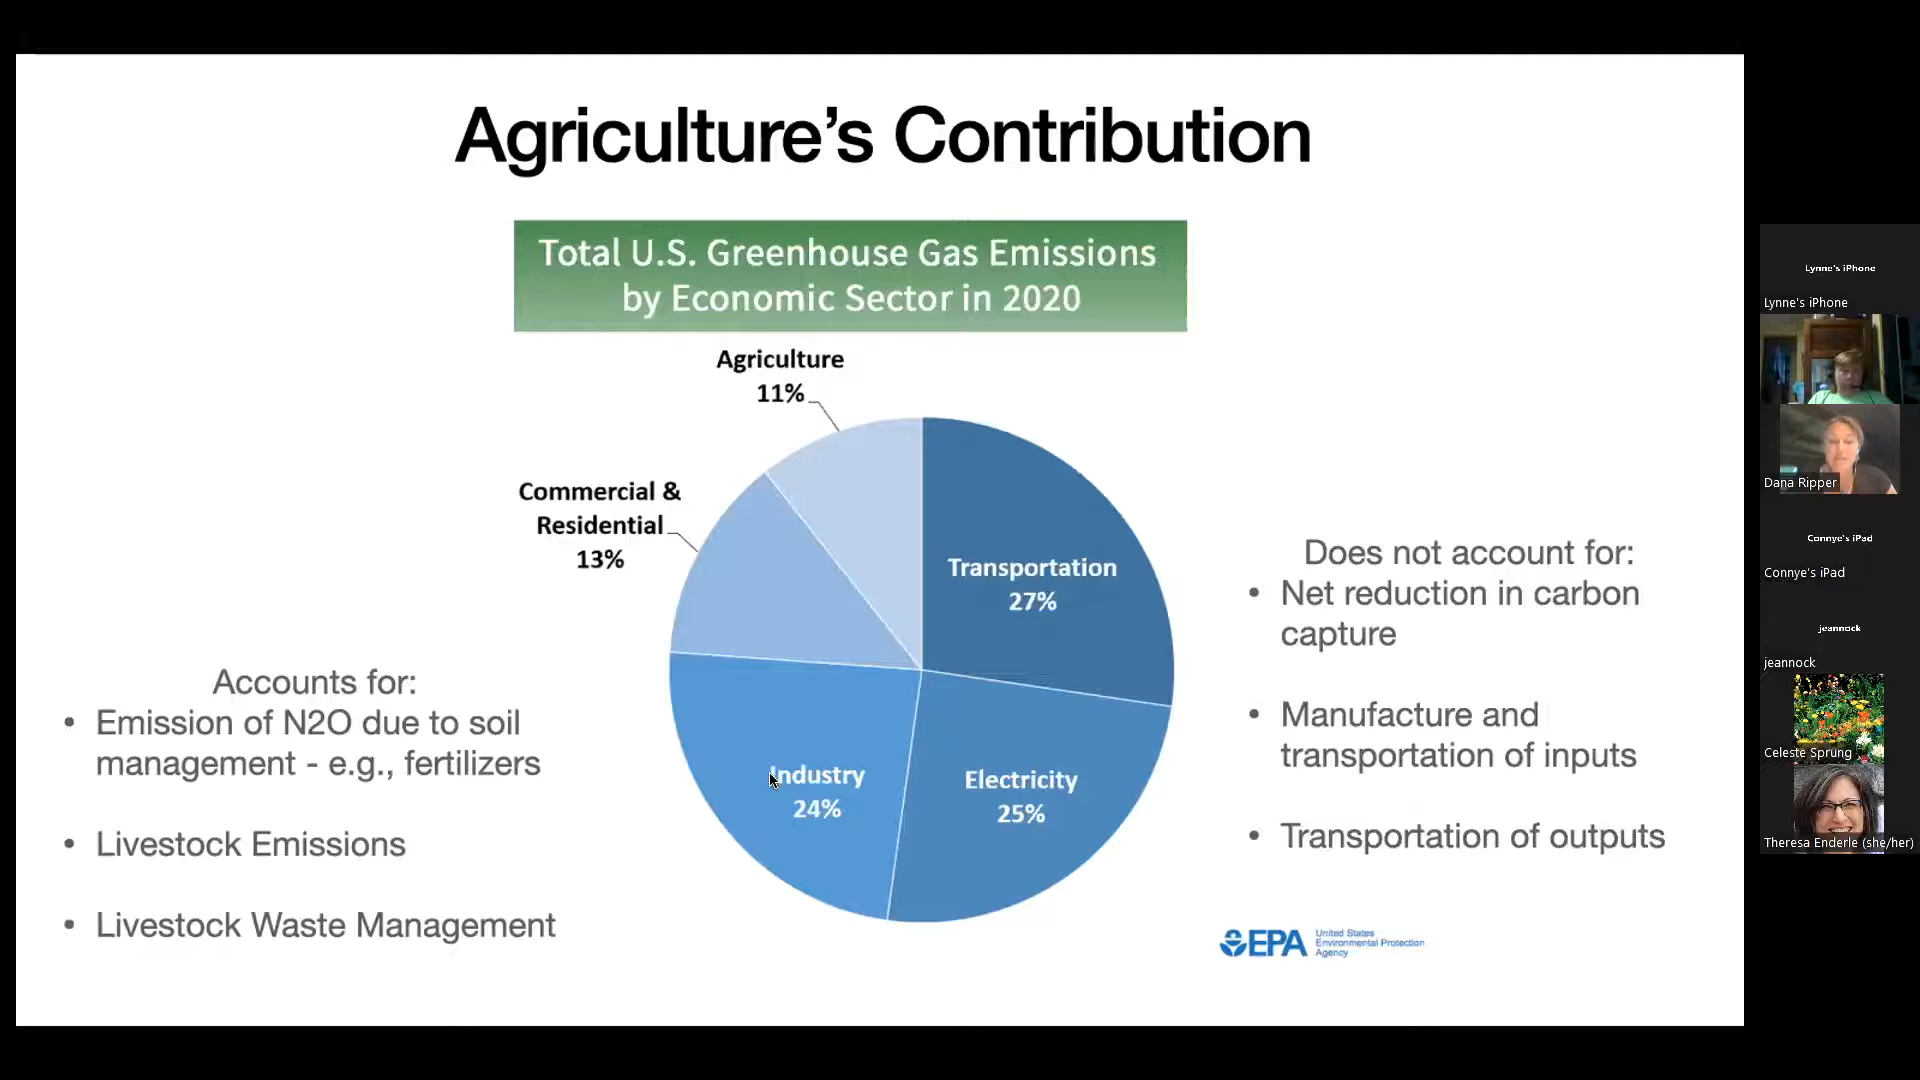 Agriculture's Contribution
Total U.S. Greenhouse Gas Emissions
by Economic Sector in 2020
Agriculture
11%
Commercial &
Residential
13%
Transportation
27%
Industry
24%
Electricity
25%
Accounts for:
• Emission of N2O due to soil
management - e.g., fertilizers
• Livestock Emissions
• Livestock Waste Management
Does not account for:
• Net reduction in carbon
capture
• Manufacture and
transportation of inputs
• Transportation of outputs
EPA
United States
Environmental Protection
Agency
Lynne's iPhone
Lynne's iPhone
Dana Ripper
Connye's iPad
Connye's iPad
jeannock
jeannock
Celeste Sprung
Theresa Enderle (she/her)